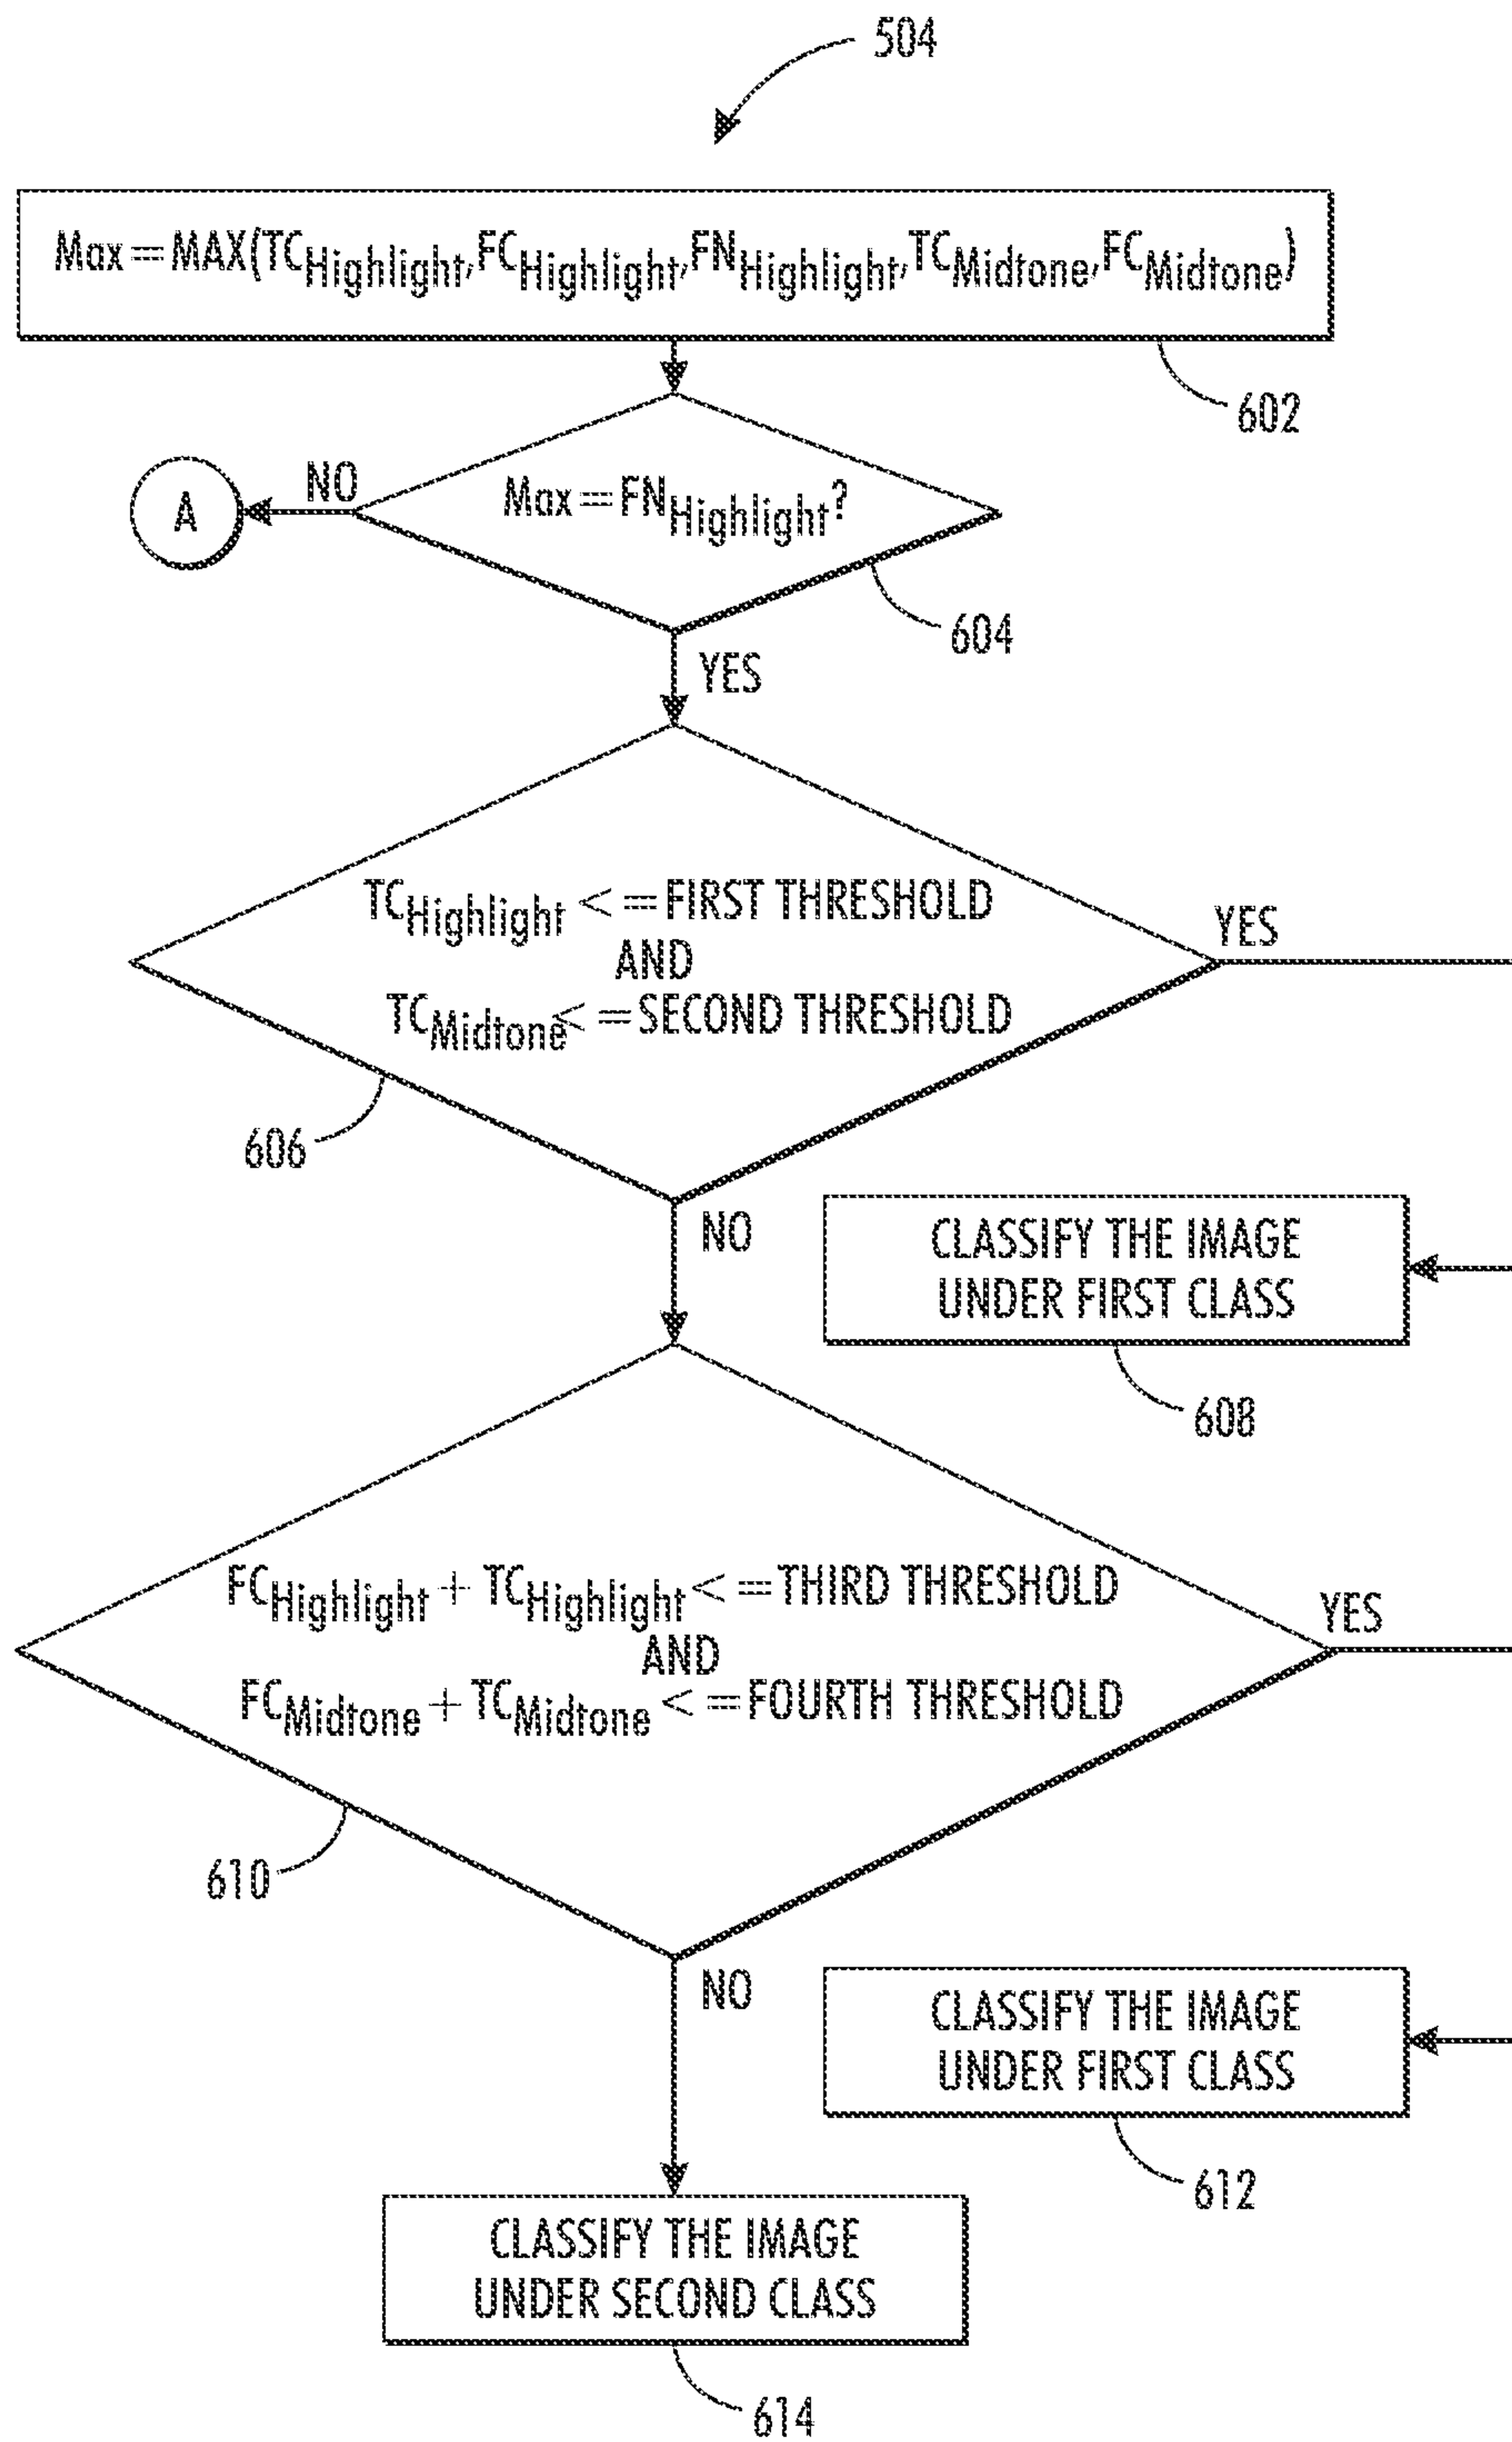 504
Max = MAX(TCHighlight,FCHighlight,FNHighlight,TCMidtone,FCMidtone)
602
NO
A
Max = FNHighlight?
604
YES
TCHighlight < = FIRST THRESHOLD
AND
TCMidtone < = SECOND THRESHOLD
YES
606
NO
CLASSIFY THE IMAGE
UNDER FIRST CLASS
608
FCHighlight + TCHighlight < = THIRD THRESHOLD
AND
FCMidtone + TCMidtone < = FOURTH THRESHOLD
YES
610
NO
CLASSIFY THE IMAGE
UNDER FIRST CLASS
612
CLASSIFY THE IMAGE
UNDER SECOND CLASS
614